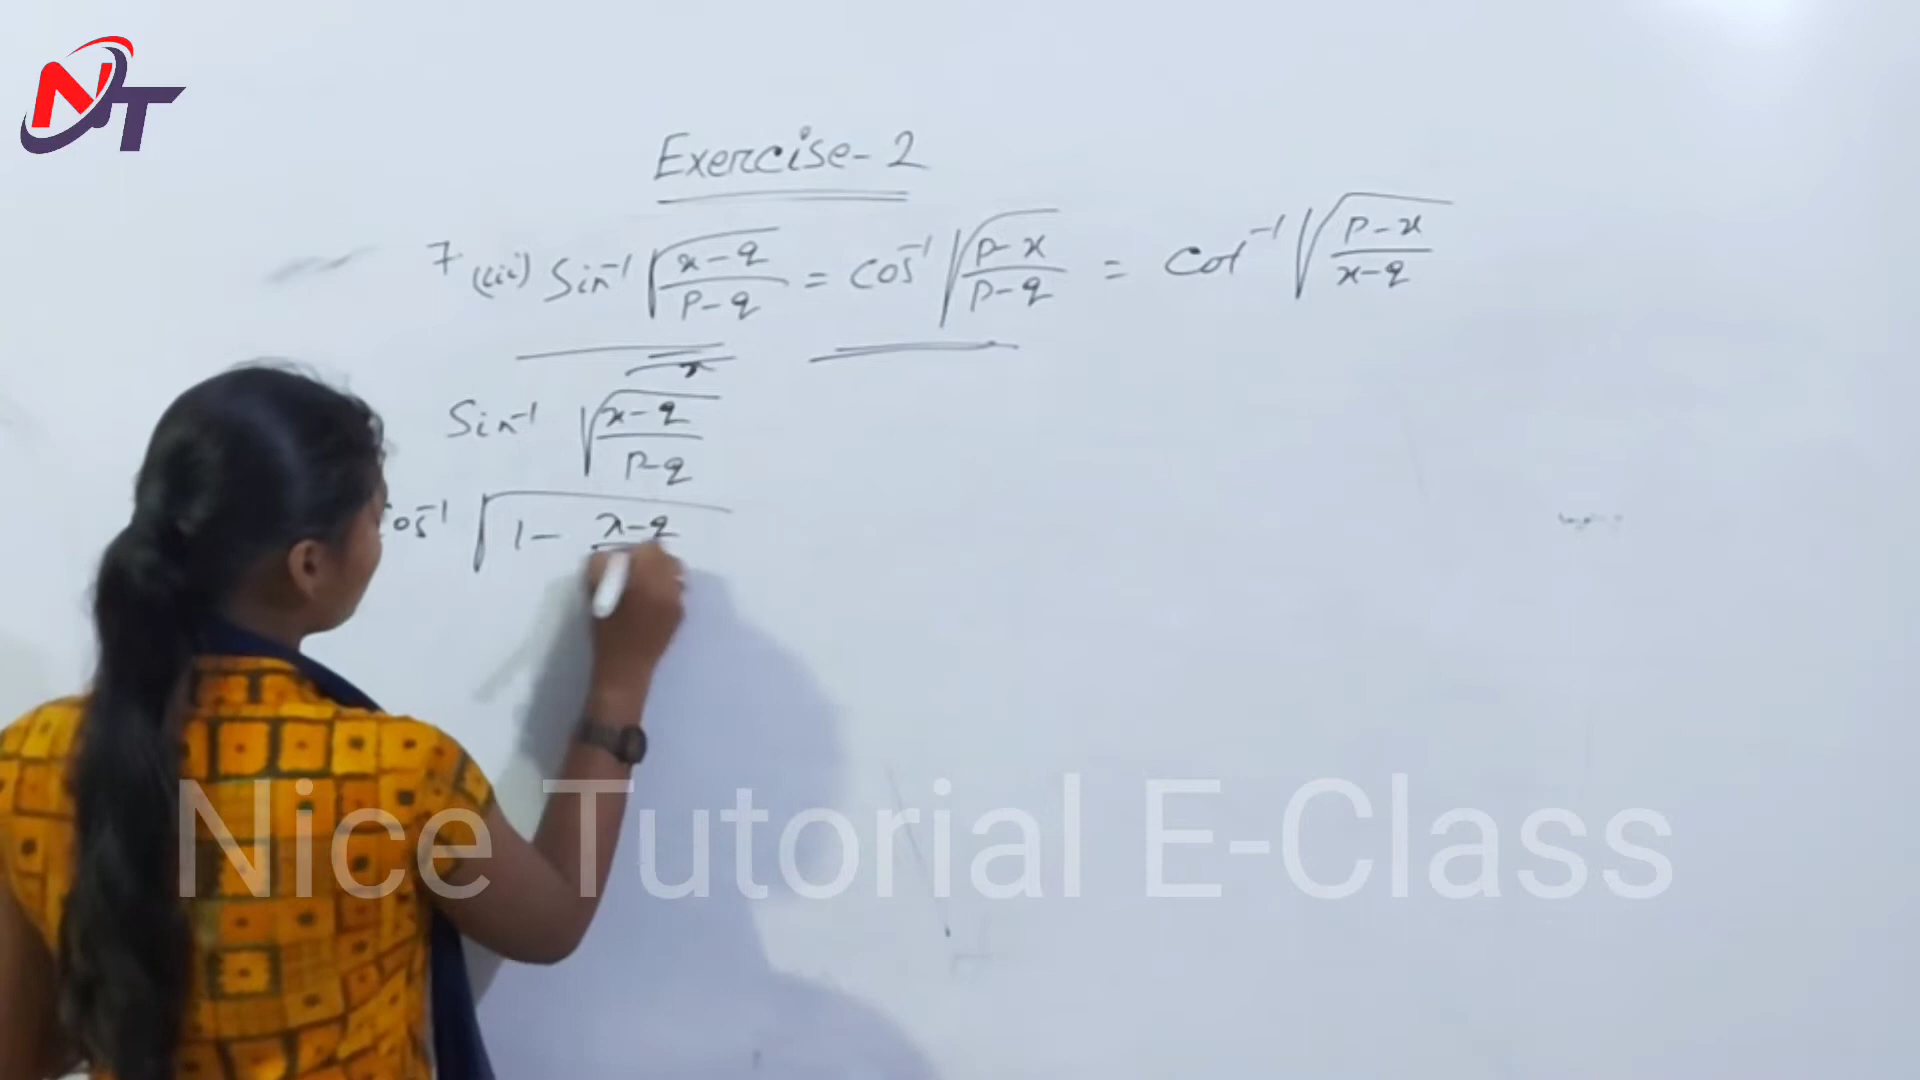 NT
Exercise-2
7 (iii) Sin⁻¹ √((x-q)/(p-q)) = cos⁻¹ √((p-x)/(p-q)) = cot⁻¹ √((p-x)/(x-q))
Sin⁻¹ √((x-q)/(p-q))
cos⁻¹ √(1 - (x-q)/
Nice Tutorial E-Class